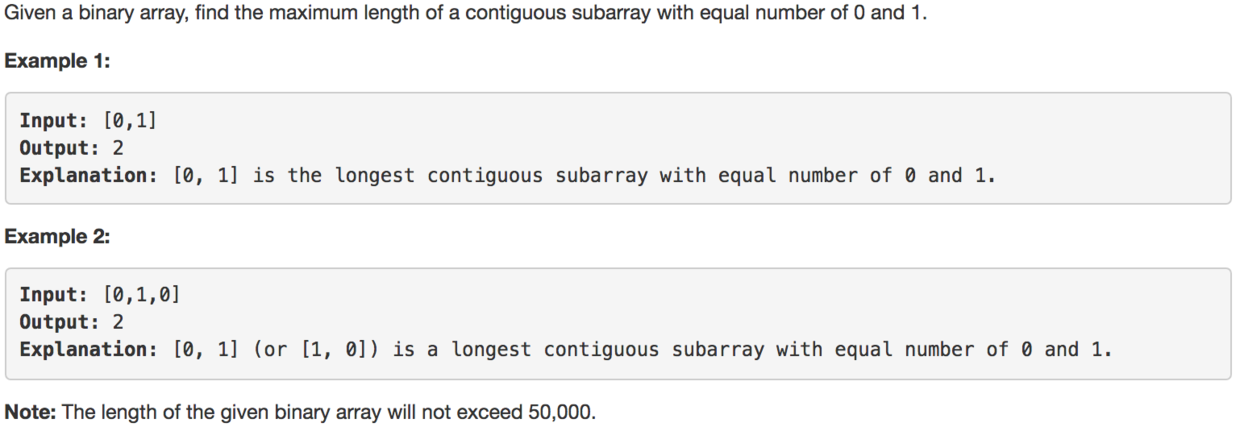 Given a binary array, find the maximum length of a contiguous subarray with equal number of 0 and 1.
Example 1:
Input: [0,1]
Output: 2
Explanation: [0, 1] is the longest contiguous subarray with equal number of 0 and 1.
Example 2:
Input: [0,1,0]
Output: 2
Explanation: [0, 1] (or [1, 0]) is a longest contiguous subarray with equal number of 0 and 1.
Note: The length of the given binary array will not exceed 50,000.